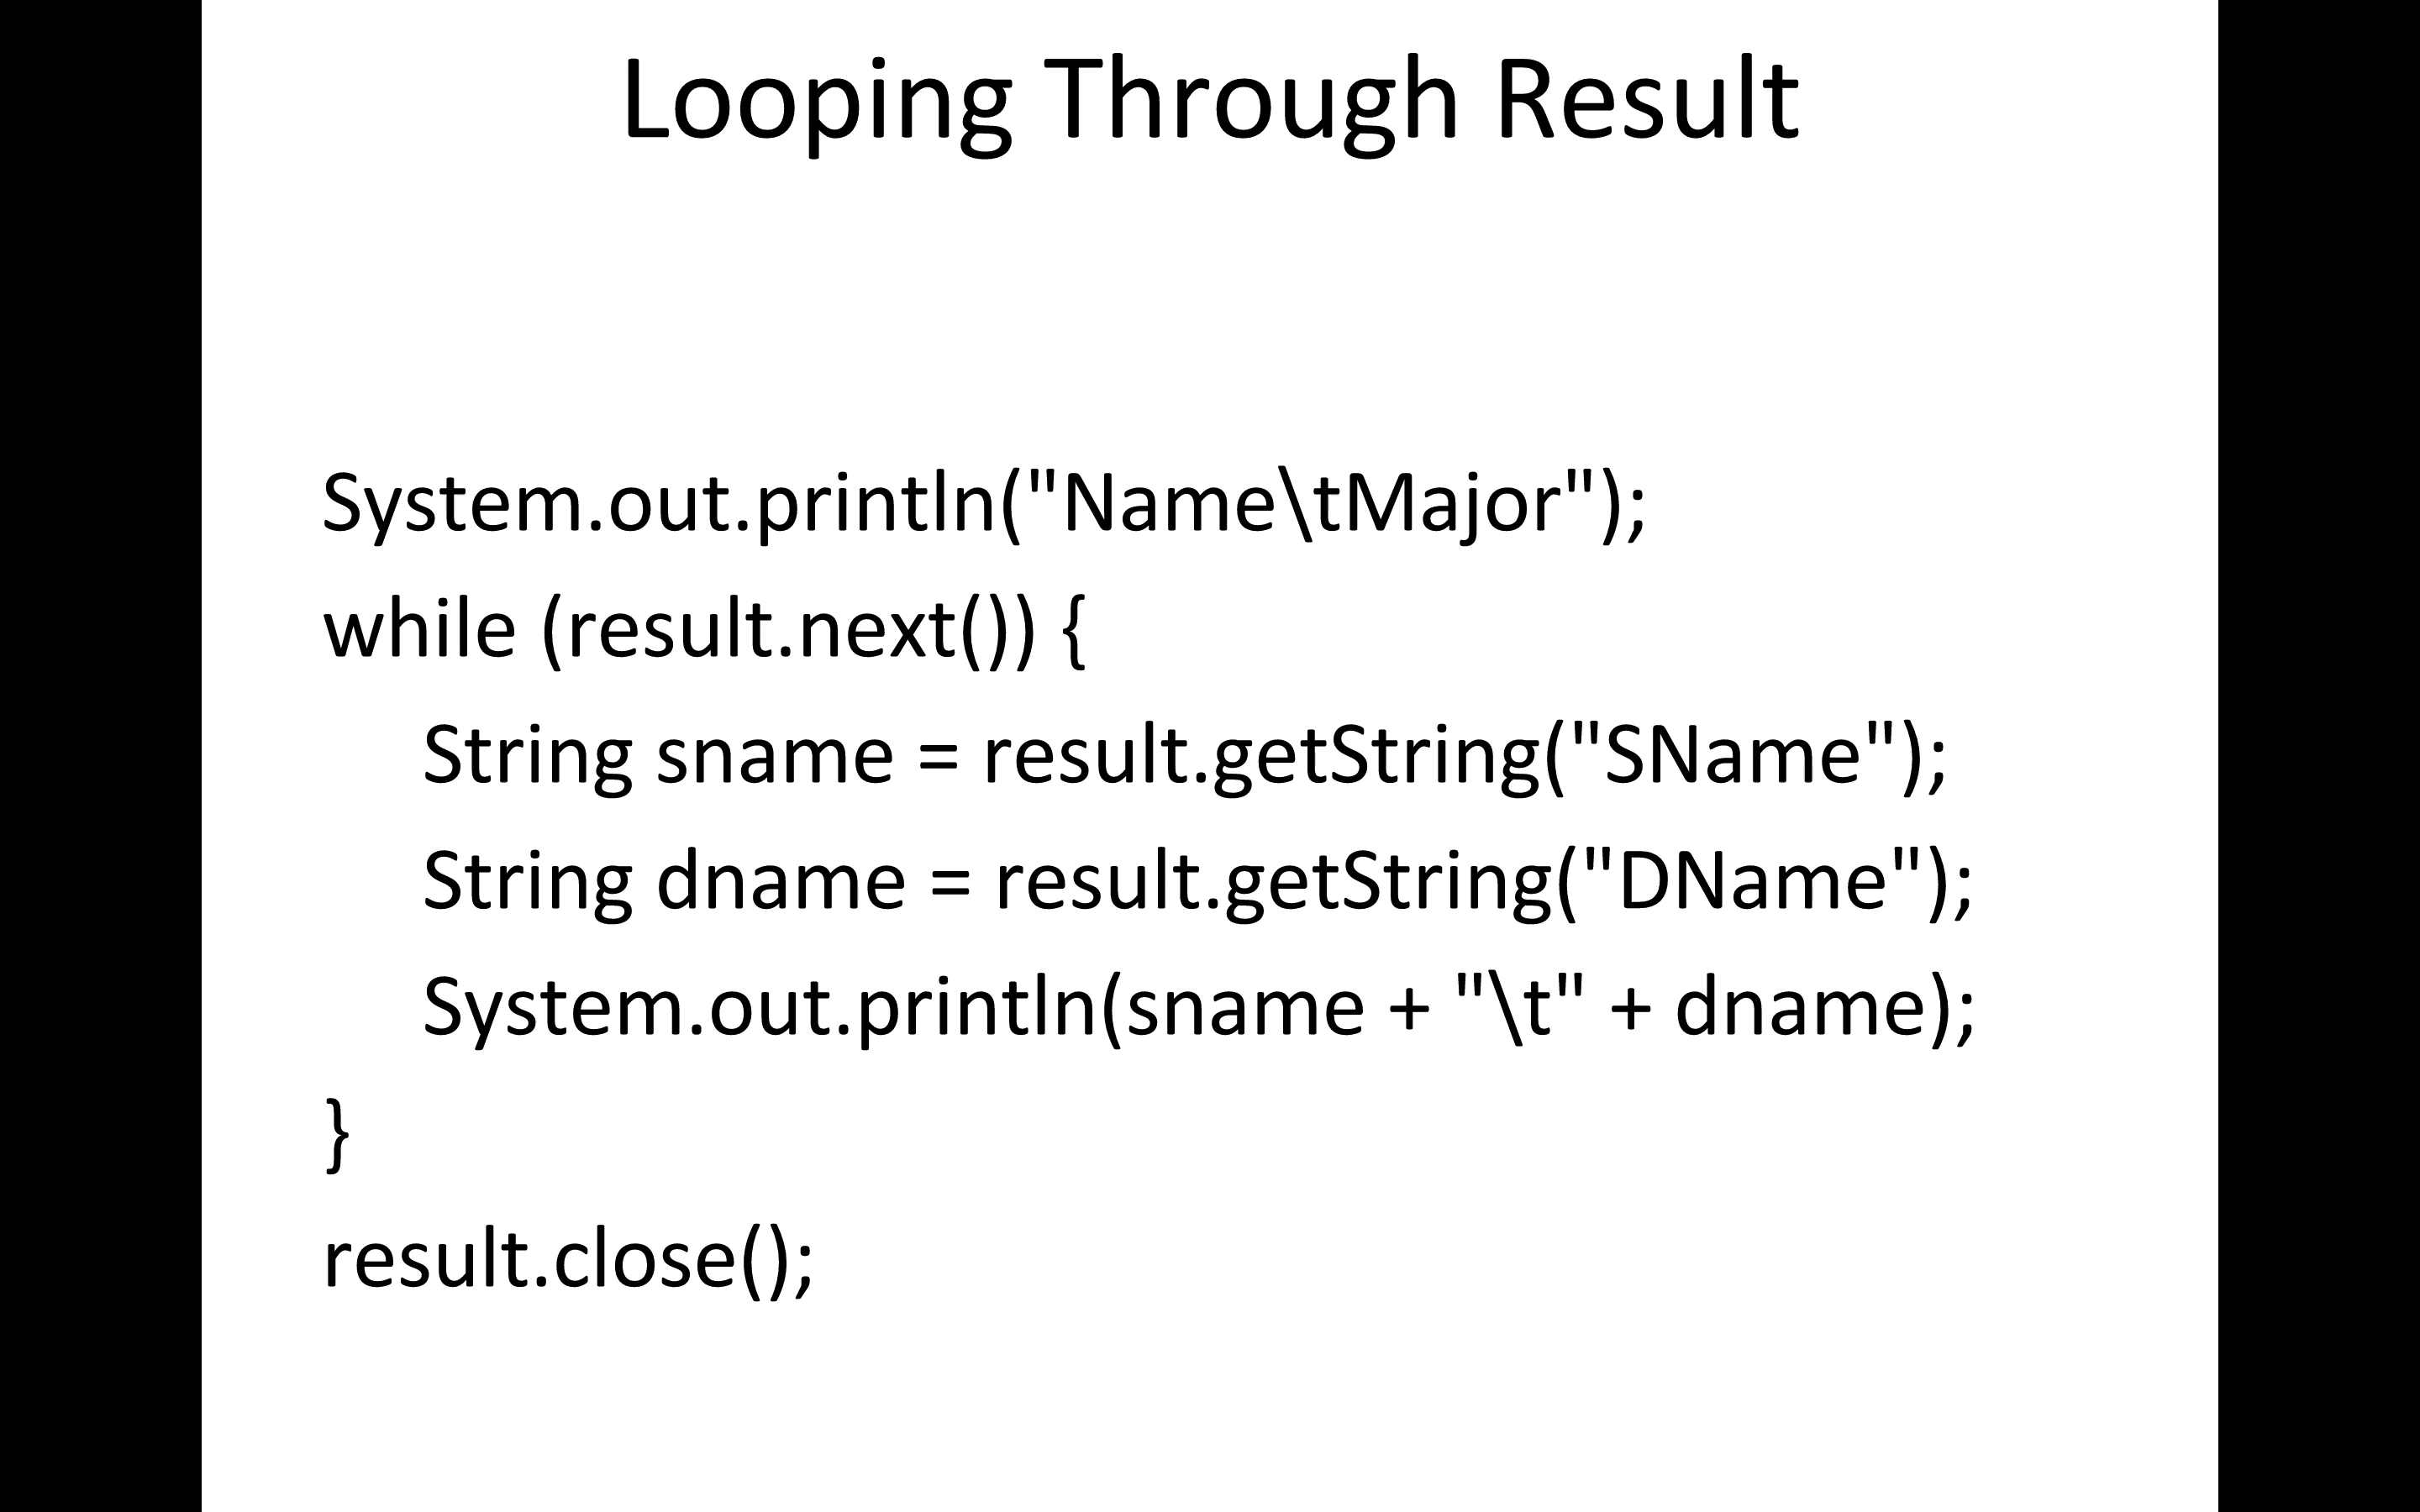 Looping Through Result
System.out.println("Name\tMajor");
while (result.next()) {
String sname = result.getString("SName");
String dname = result.getString("DName");
System.out.println(sname + "\t" + dname);
}
result.close();